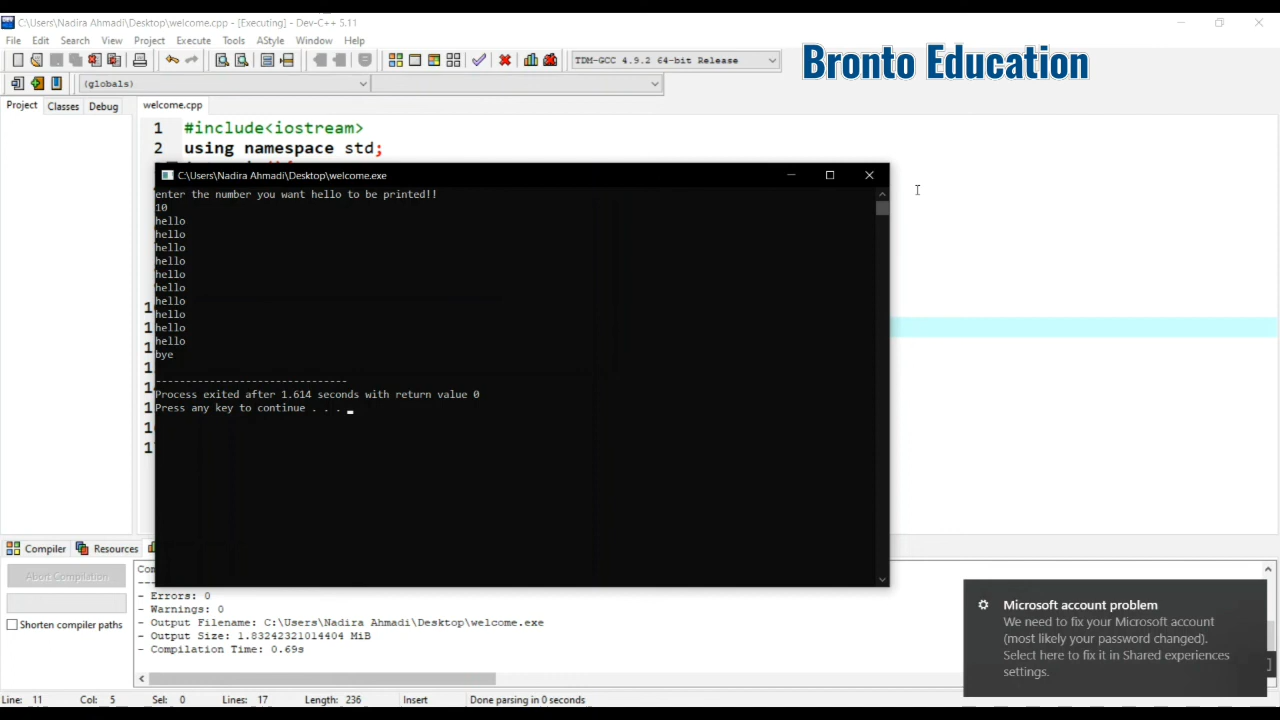 C:\Users\Nadira Ahmadi\Desktop\welcome.cpp - [Executing] - Dev-C++ 5.11
File Edit Search View Project Execute Tools AStyle Window Help
TDM-GCC 4.9.2 64-bit Release
Bronto Education
(globals)
Project Classes Debug
welcome.cpp
1 #include<iostream>
2 using namespace std;
C:\Users\Nadira Ahmadi\Desktop\welcome.exe
enter the number you want hello to be printed!!
10
hello
hello
hello
hello
hello
hello
hello
hello
hello
hello
bye
--------------------------------
Process exited after 1.614 seconds with return value 0
Press any key to continue . . .
Compiler Resources
Abort Compilation
Shorten compiler paths
- Errors: 0
- Warnings: 0
- Output Filename: C:\Users\Nadira Ahmadi\Desktop\welcome.exe
- Output Size: 1.83242321014404 MiB
- Compilation Time: 0.69s
Microsoft account problem
We need to fix your Microsoft account
(most likely your password changed).
Select here to fix it in Shared experiences
settings.
Line: 11 Col: 5 Sel: 0 Lines: 17 Length: 236 Insert Done parsing in 0 seconds